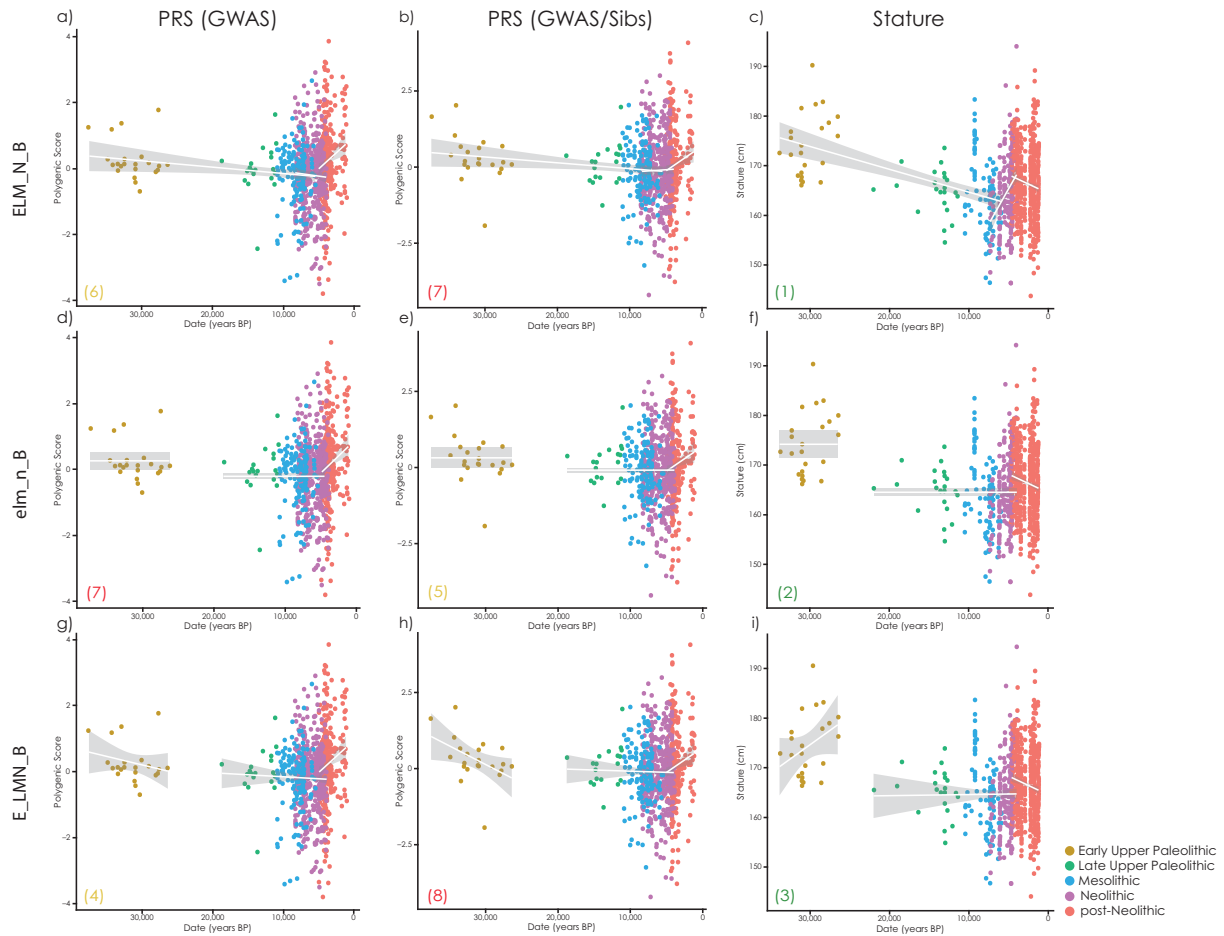 PRS (GWAS)
PRS (GWAS/Sibs)
Stature
ELM_N_B
a)
4
2
0
−2
−4
Polygenic Score
(6)
30,000
20,000
10,000
0
Date (years BP)
b)
2.5
0
−2.5
Polygenic Score
(7)
30,000
20,000
10,000
0
Date (years BP)
c)
190
180
170
160
150
Stature (cm)
(1)
30,000
20,000
10,000
0
Date (years BP)
elm_n_B
d)
4
2
0
−2
−4
Polygenic Score
(7)
30,000
20,000
10,000
0
Date (years BP)
e)
2.5
0
−2.5
Polygenic Score
(5)
30,000
20,000
10,000
0
Date (years BP)
f)
190
180
170
160
150
Stature (cm)
(2)
30,000
20,000
10,000
0
Date (years BP)
E_LMN_B
g)
4
2
0
−2
−4
Polygenic Score
(4)
30,000
20,000
10,000
0
Date (years BP)
h)
2.5
0
−2.5
Polygenic Score
(8)
30,000
20,000
10,000
0
Date (years BP)
i)
190
180
170
160
150
Stature (cm)
(3)
30,000
20,000
10,000
0
Date (years BP)
Early Upper Paleolithic
Late Upper Paleolithic
Mesolithic
Neolithic
post-Neolithic